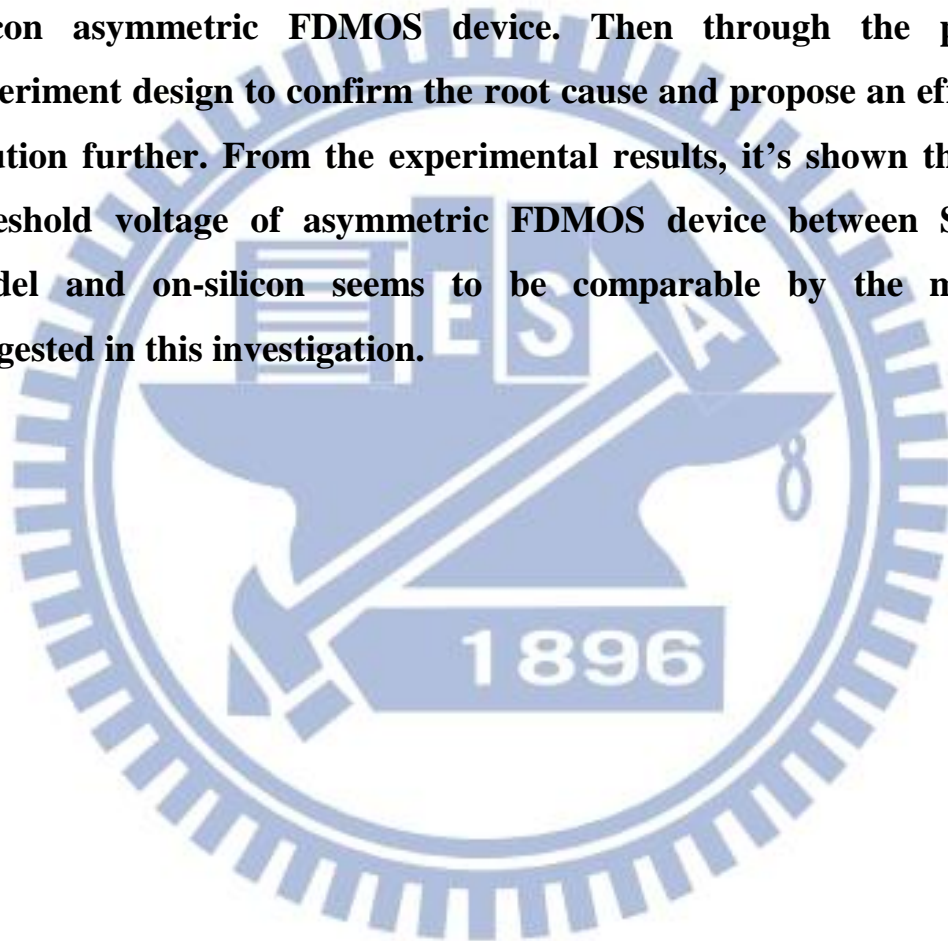 con asymmetric FDMOS device. Then through the p
eriment design to confirm the root cause and propose an ef
ution further. From the experimental results, it's shown th
eshold voltage of asymmetric FDMOS device between S
del and on-silicon seems to be comparable by the m
gested in this investigation.
E S A
1896